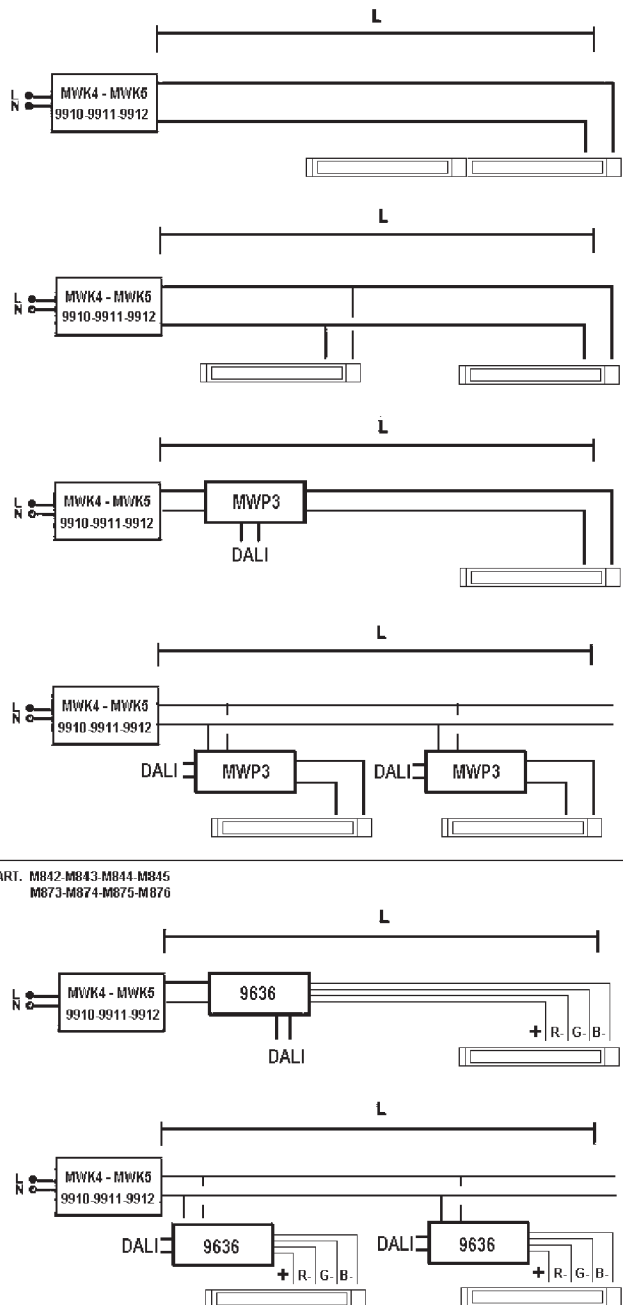 L
L
N
MWK4 - MWK5
9910-9911-9912
L
L
N
MWK4 - MWK5
9910-9911-9912
L
L
N
MWK4 - MWK5
9910-9911-9912
MWP3
DALI
L
L
N
MWK4 - MWK5
9910-9911-9912
DALI
MWP3
DALI
MWP3
ART. M842-M843-M844-M845
M873-M874-M875-M876
L
L
N
MWK4 - MWK5
9910-9911-9912
9636
DALI
+ R- G- B-
L
L
N
MWK4 - MWK5
9910-9911-9912
DALI
9636
+ R- G- B-
DALI
9636
+ R- G- B-